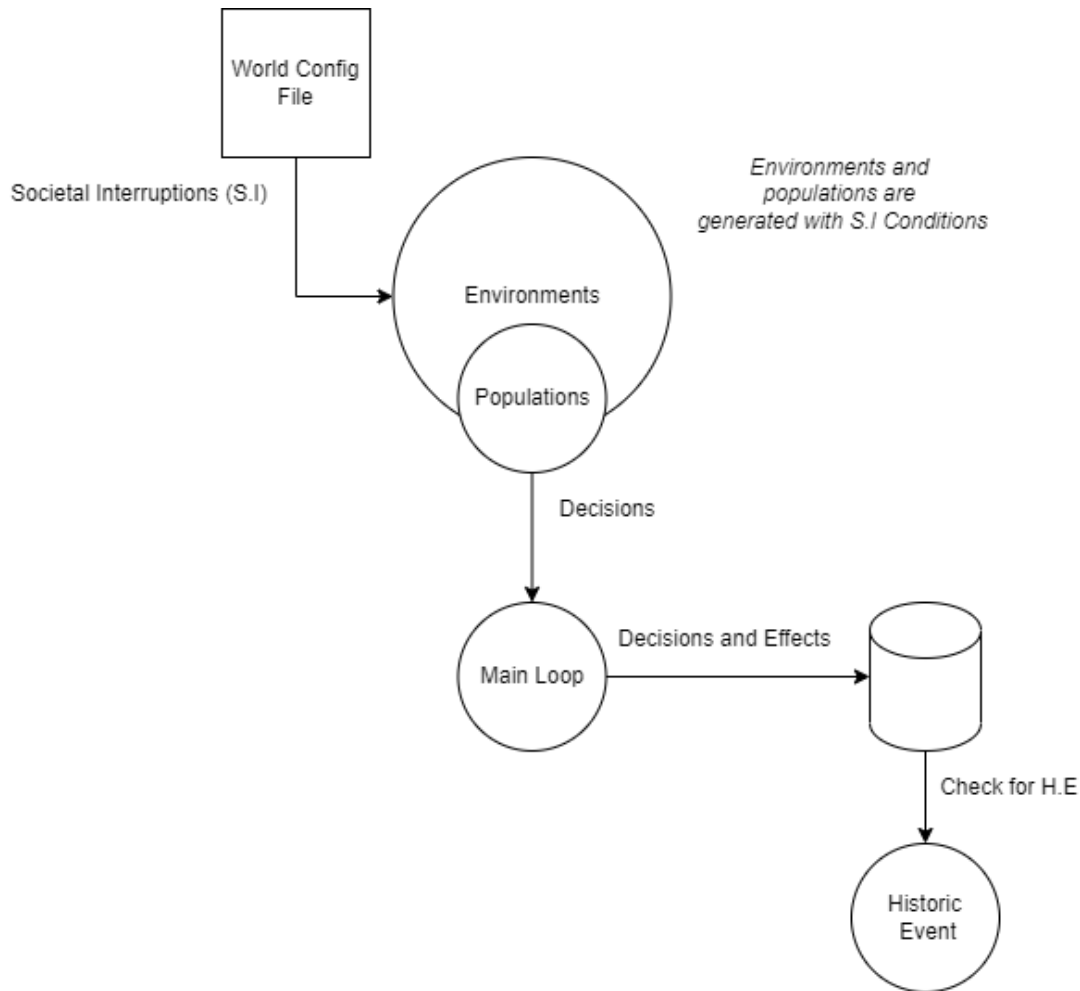 World Config
File
Societal Interruptions (S.I)
Environments and
populations are
generated with S.I Conditions
Environments
Populations
Decisions
Main Loop
Decisions and Effects
Check for H.E
Historic
Event